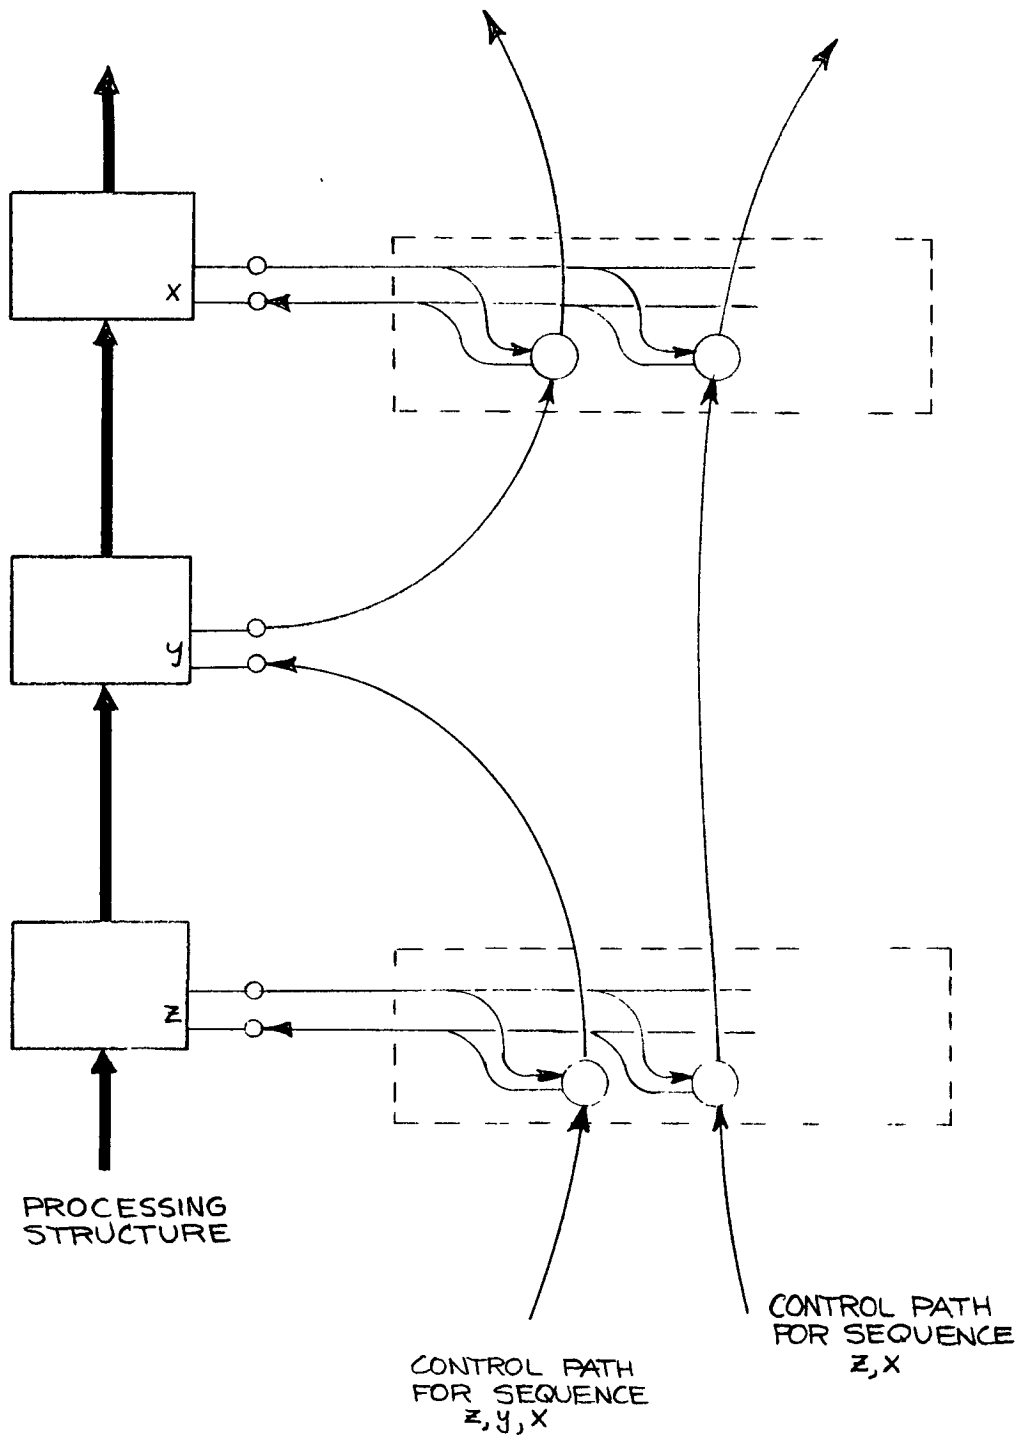 x
y
z
PROCESSING
STRUCTURE
CONTROL PATH
FOR SEQUENCE
z, x
CONTROL PATH
FOR SEQUENCE
z, y, x